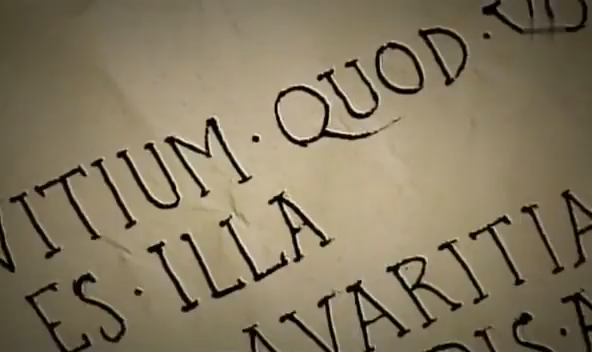 VITIUM · QUOD ·
ES · ILLA
AVARITIA